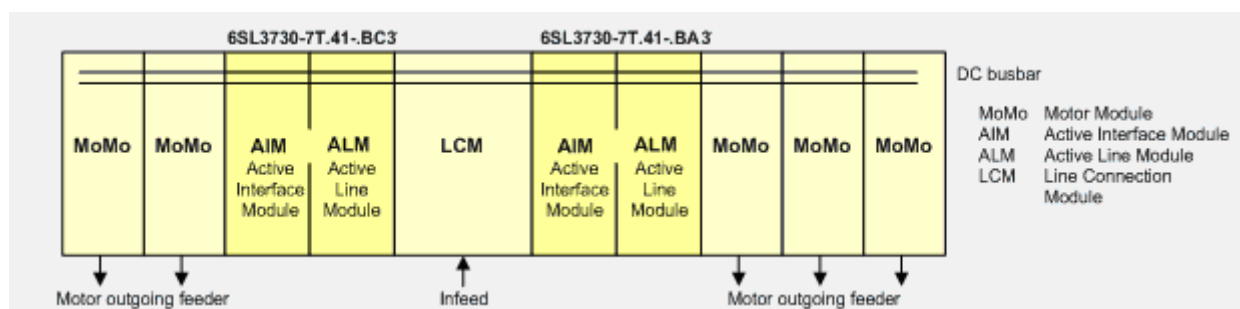 6SL3730-7T.41-.BC3
6SL3730-7T.41-.BA3
DC busbar
MoMo
MoMo
AIM
Active
Interface
Module
ALM
Active
Line
Module
LCM
AIM
Active
Interface
Module
ALM
Active
Line
Module
MoMo
MoMo
MoMo
MoMo Motor Module
AIM Active Interface Module
ALM Active Line Module
LCM Line Connection
Module
Motor outgoing feeder
Infeed
Motor outgoing feeder